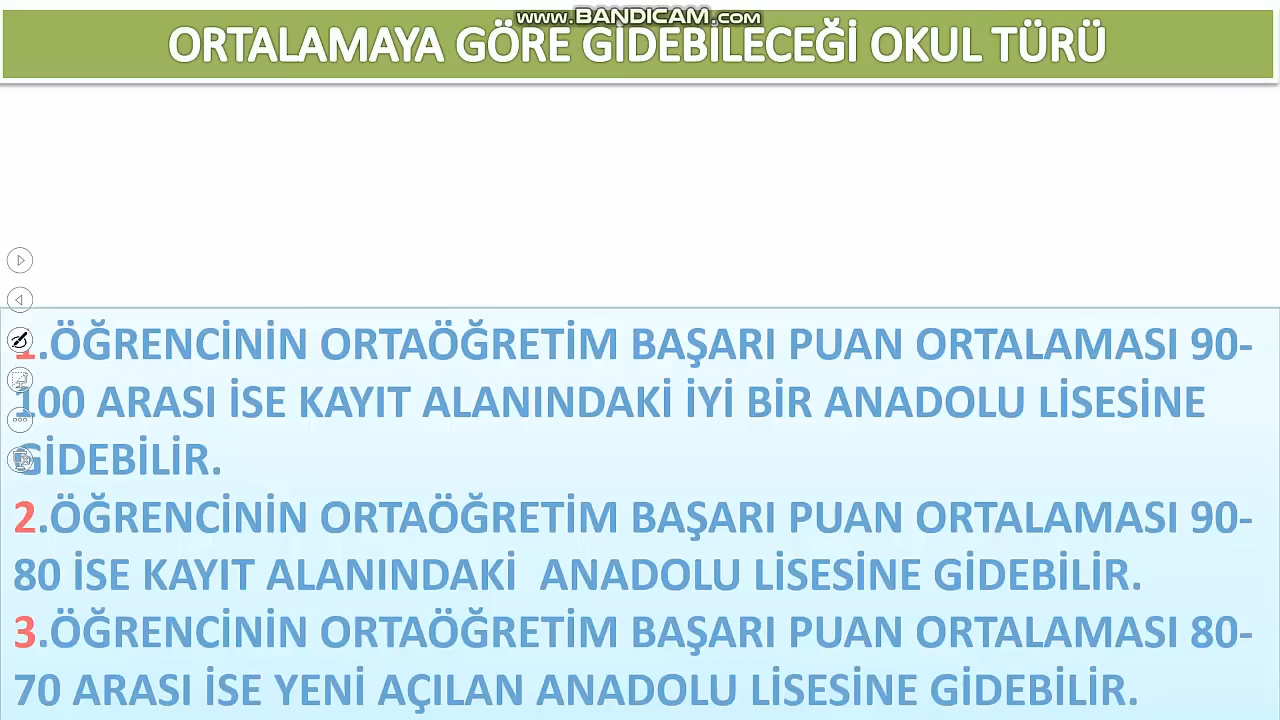 www.BANDICAM.com
ORTALAMAYA GÖRE GİDEBİLECEĞİ OKUL TÜRÜ
1.ÖĞRENCİNİN ORTAÖĞRETİM BAŞARI PUAN ORTALAMASI 90-
100 ARASI İSE KAYIT ALANINDAKİ İYİ BİR ANADOLU LİSESİNE
GİDEBİLİR.
2.ÖĞRENCİNİN ORTAÖĞRETİM BAŞARI PUAN ORTALAMASI 90-
80 İSE KAYIT ALANINDAKİ  ANADOLU LİSESİNE GİDEBİLİR.
3.ÖĞRENCİNİN ORTAÖĞRETİM BAŞARI PUAN ORTALAMASI 80-
70 ARASI İSE YENİ AÇILAN ANADOLU LİSESİNE GİDEBİLİR.